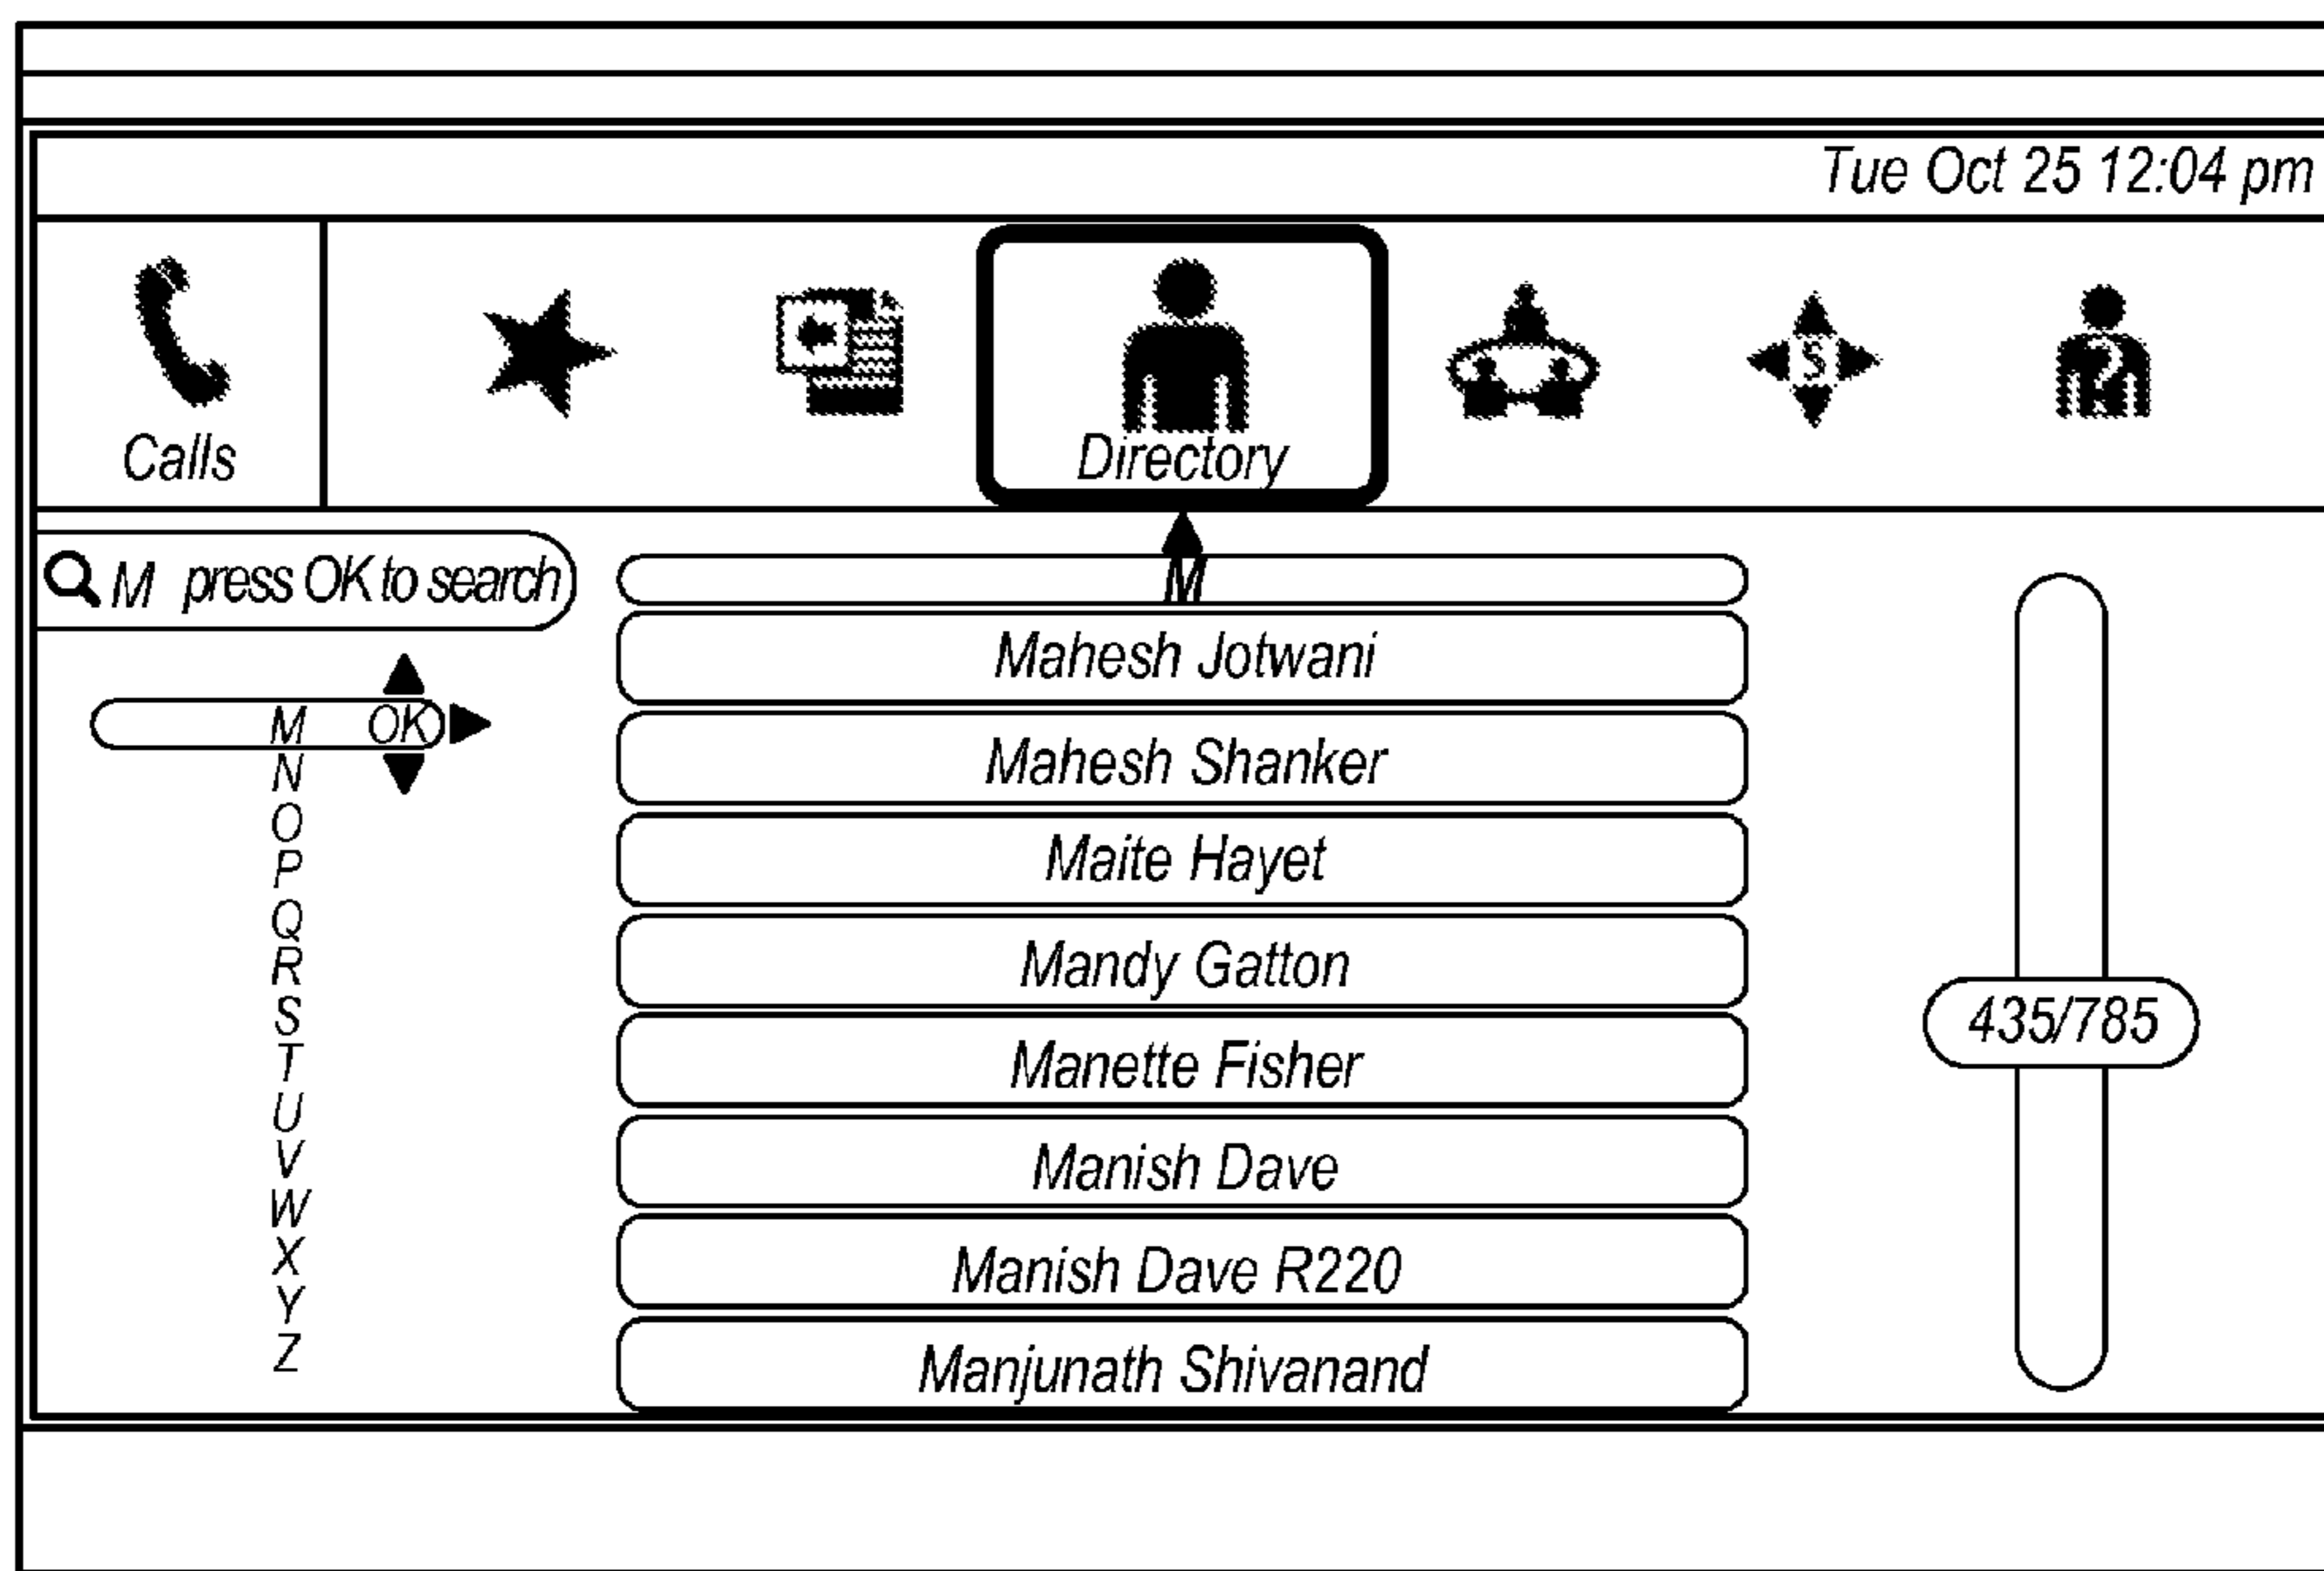 Tue Oct 25 12:04 pm
S
?
Calls
Directory
M press OK to search
M OK
N
O
P
Q
R
S
T
U
V
W
X
Y
Z
M
Mahesh Jotwani
Mahesh Shanker
Maite Hayet
Mandy Gatton
Manette Fisher
Manish Dave
Manish Dave R220
Manjunath Shivanand
435/785